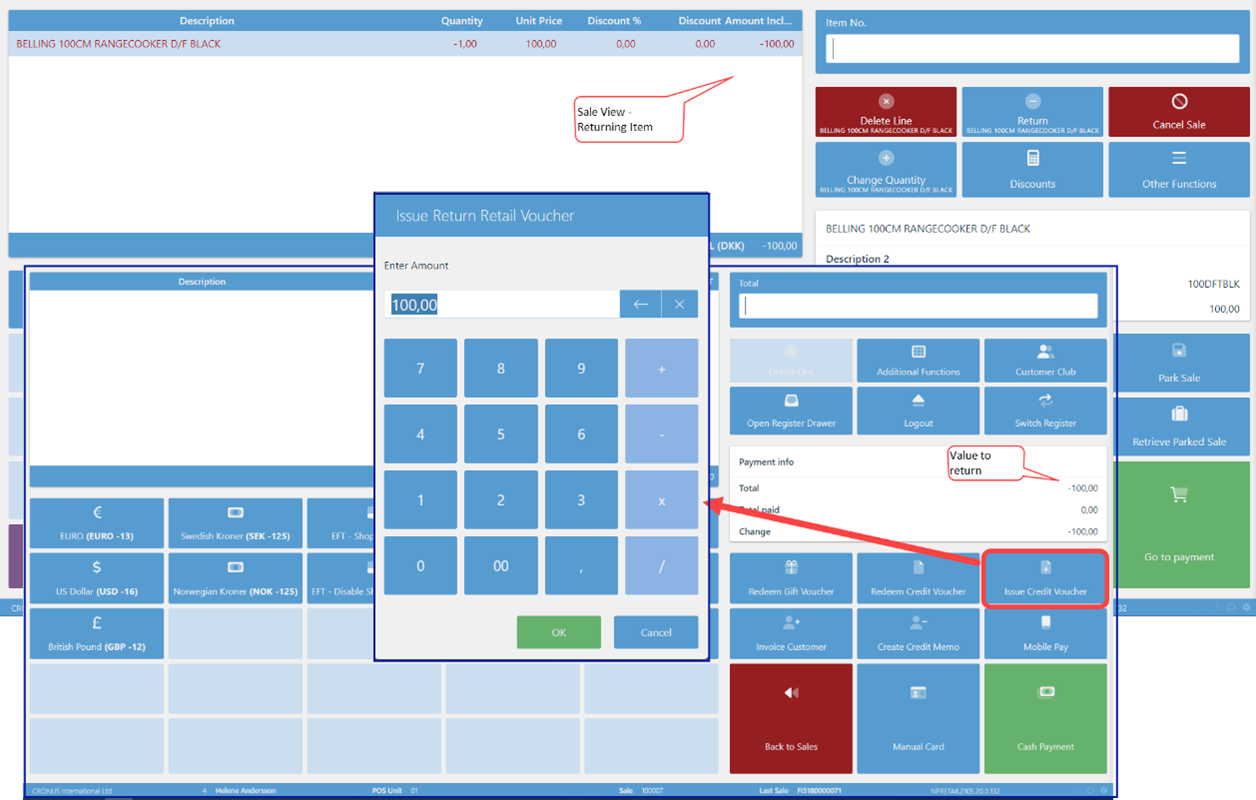 Description Quantity Unit Price Discount % Discount Amount Incl...
BELLING 100CM RANGECOOKER D/F BLACK -1,00 100,00 0,00 0,00 -100,00
Sale View -
Returning Item
L (DKK) -100,00
Item No.
Delete Line
BELLING 100CM RANGECOOKER D/F BLACK
Return
BELLING 100CM RANGECOOKER D/F BLACK
Cancel Sale
Change Quantity
BELLING 100CM RANGECOOKER D/F BLACK
Discounts
Other Functions
BELLING 100CM RANGECOOKER D/F BLACK
Description 2
100DFTBLK
100,00
Park Sale
Retrieve Parked Sale
Go to payment
Issue Return Retail Voucher
Enter Amount
100,00
7 8 9 +
4 5 6 -
1 2 3 x
0 00 , /
OK Cancel
Description
Total
Delete Line
Additional Functions
Customer Club
Open Register Drawer
Logout
Switch Register
Payment info
Value to
return
Total -100,00
Total paid 0,00
Change -100,00
EURO (EURO -13)
Swedish Kroner (SEK -125)
EFT - Shop
US Dollar (USD -16)
Norwegian Kroner (NOK -125)
EFT - Disable Sh
British Pound (GBP -12)
Redeem Gift Voucher
Redeem Credit Voucher
Issue Credit Voucher
Invoice Customer
Create Credit Memo
Mobile Pay
Back to Sales
Manual Card
Cash Payment
CRONUS International Ltd. 4 Helene Andersson POS Unit 01 Sale 100007 Last Sale FIS180000071 NPRETAIL2105.20.0.132